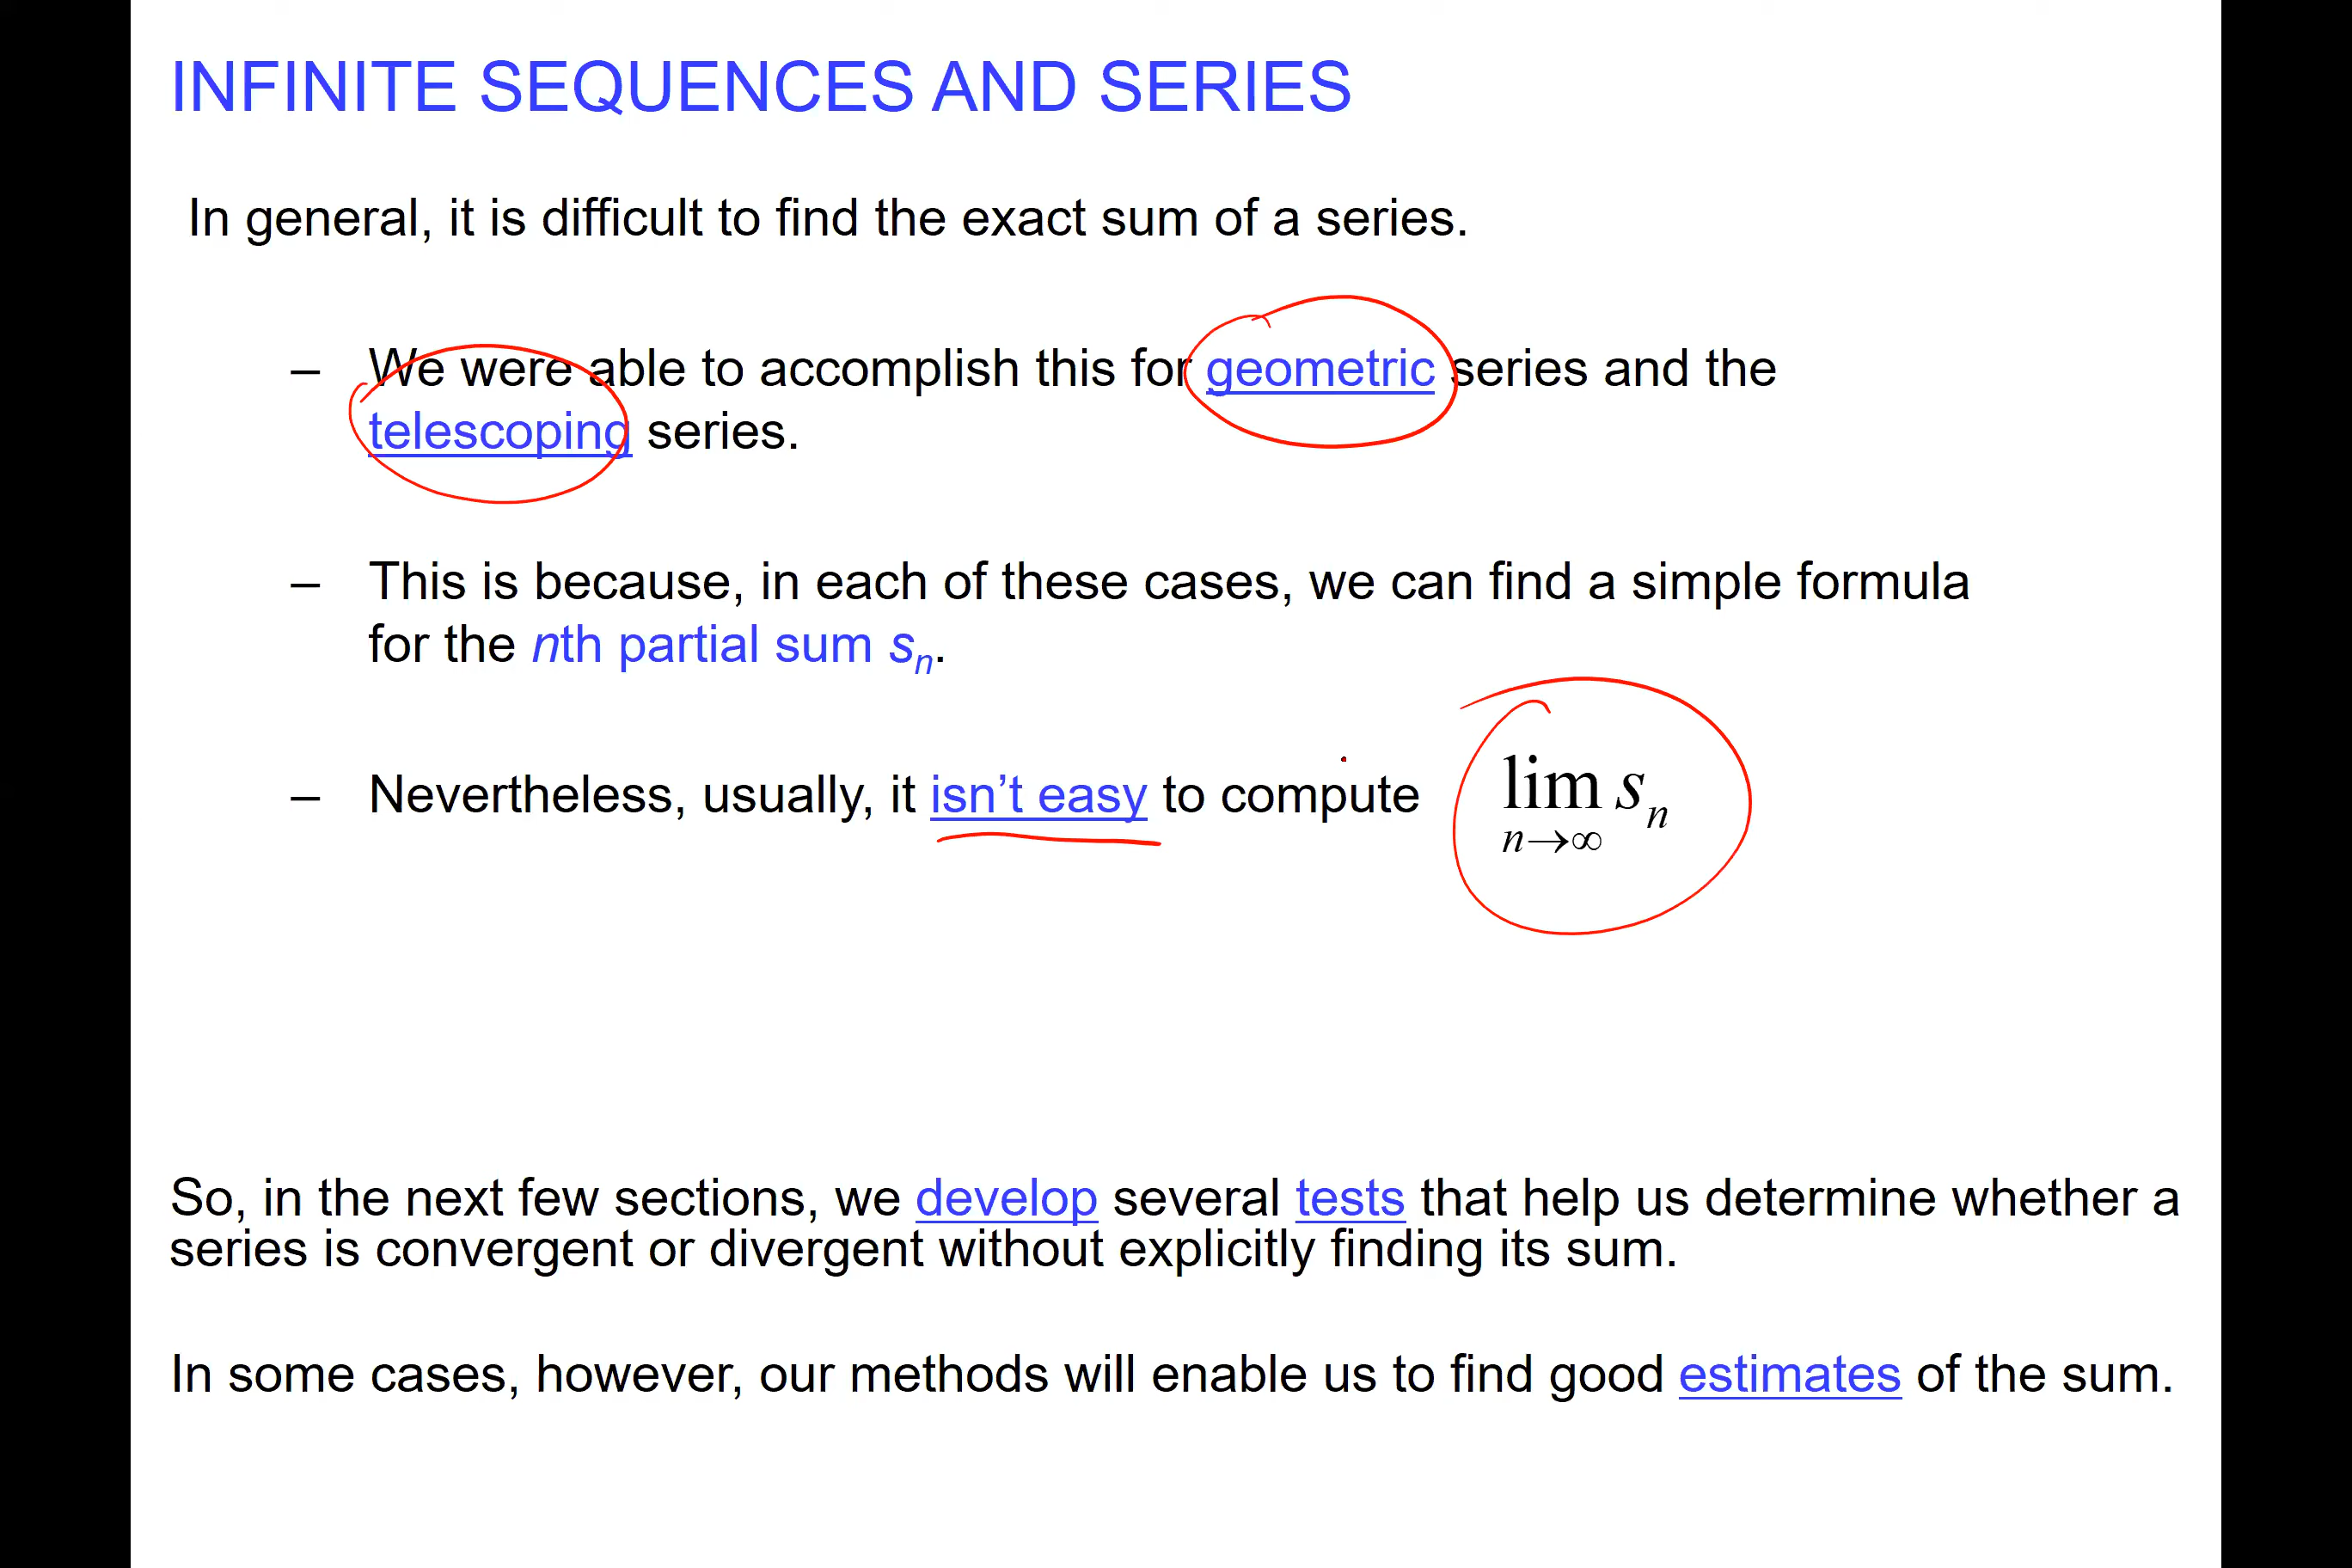 INFINITE SEQUENCES AND SERIES
In general, it is difficult to find the exact sum of a series.
– We were able to accomplish this for geometric series and the
telescoping series.
– This is because, in each of these cases, we can find a simple formula
for the nth partial sum sₙ.
– Nevertheless, usually, it isn’t easy to compute lim sₙ
n→∞
So, in the next few sections, we develop several tests that help us determine whether a
series is convergent or divergent without explicitly finding its sum.
In some cases, however, our methods will enable us to find good estimates of the sum.